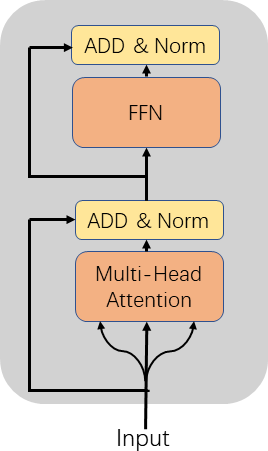 ADD & Norm
FFN
ADD & Norm
Multi-Head
Attention
Input